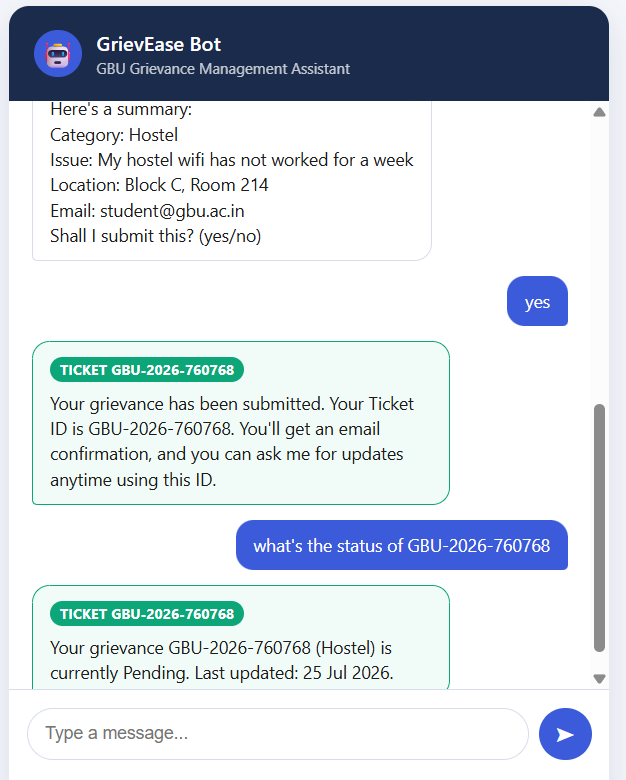 GrievEase Bot
GBU Grievance Management Assistant
Here's a summary:
Category: Hostel
Issue: My hostel wifi has not worked for a week
Location: Block C, Room 214
Email: student@gbu.ac.in
Shall I submit this? (yes/no)
yes
TICKET GBU-2026-760768
Your grievance has been submitted. Your Ticket
ID is GBU-2026-760768. You'll get an email
confirmation, and you can ask me for updates
anytime using this ID.
what's the status of GBU-2026-760768
TICKET GBU-2026-760768
Your grievance GBU-2026-760768 (Hostel) is
currently Pending. Last updated: 25 Jul 2026.
Type a message...